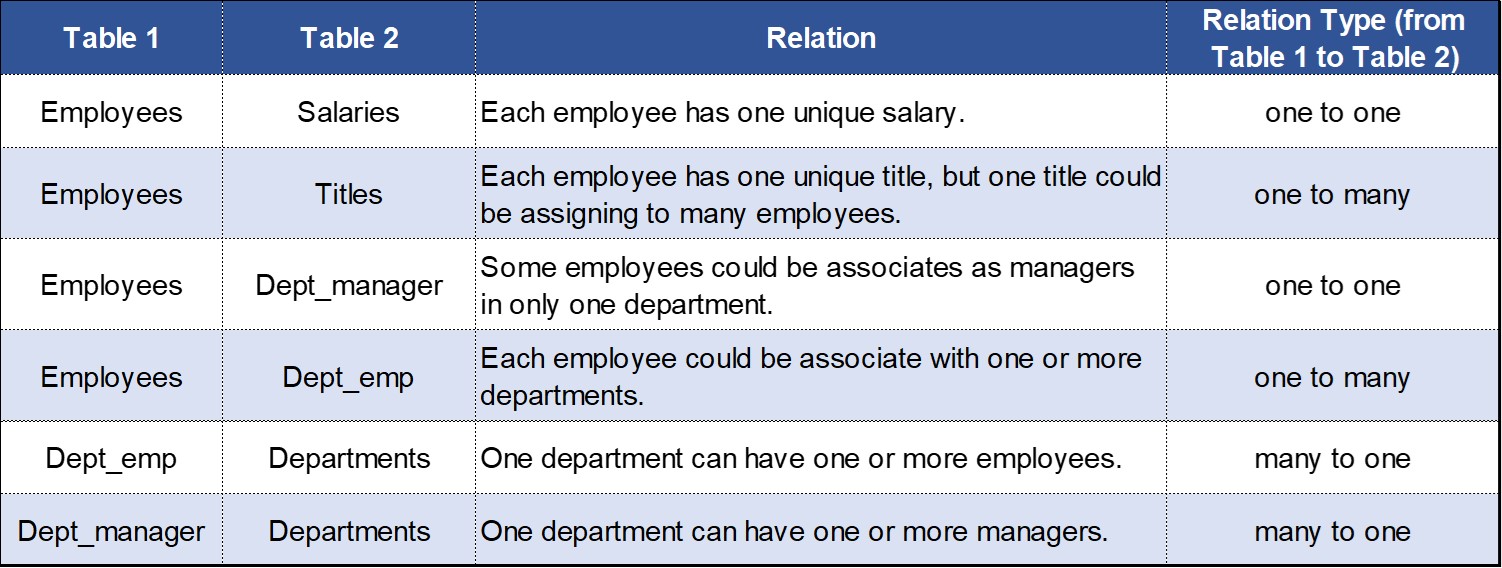 Table 1 Table 2 Relation Relation Type (from
Table 1 to Table 2)
Employees Salaries Each employee has one unique salary. one to one
Employees Titles Each employee has one unique title, but one title could
be assigning to many employees. one to many
Employees Dept_manager Some employees could be associates as managers
in only one department. one to one
Employees Dept_emp Each employee could be associate with one or more
departments. one to many
Dept_emp Departments One department can have one or more employees. many to one
Dept_manager Departments One department can have one or more managers. many to one